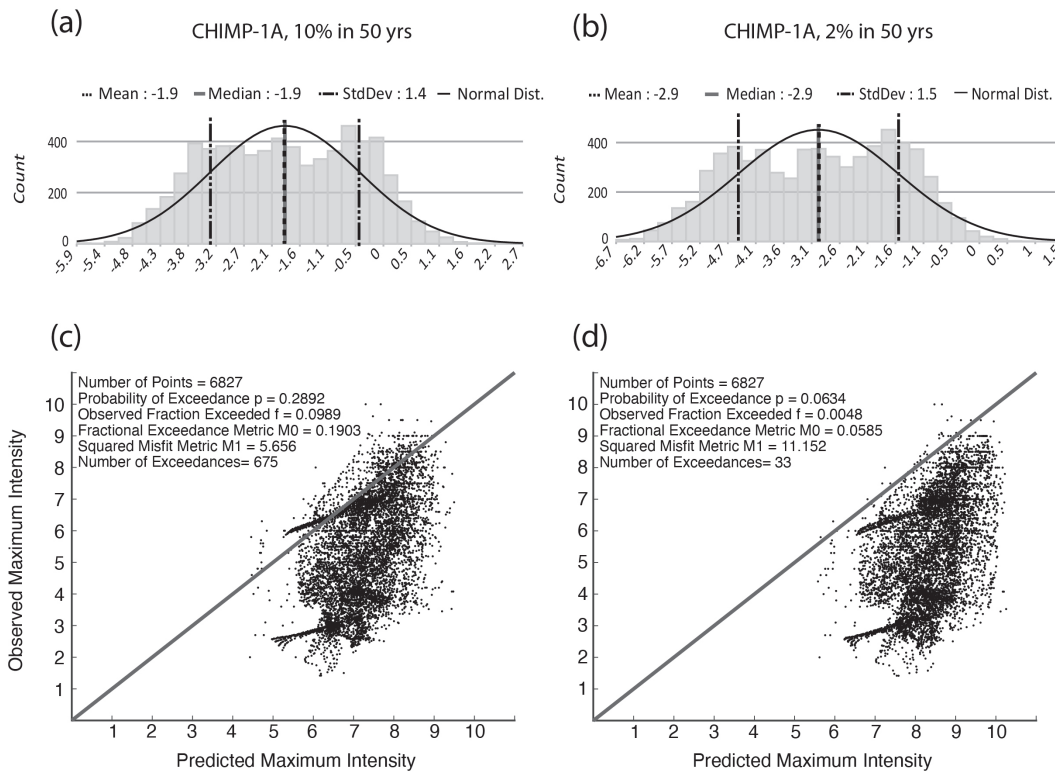 (a)
CHIMP-1A, 10% in 50 yrs
Mean : -1.9 Median : -1.9 StdDev : 1.4 Normal Dist.
Count
400
200
0
-5.9 -5.4 -4.8 -4.3 -3.8 -3.2 -2.7 -2.1 -1.6 -1.1 -0.5 0 0.5 1.1 1.6 2.2 2.7
(b)
CHIMP-1A, 2% in 50 yrs
Mean : -2.9 Median : -2.9 StdDev : 1.5 Normal Dist.
Count
400
200
0
-6.7 -6.2 -5.7 -5.2 -4.7 -4.1 -3.6 -3.1 -2.6 -2.1 -1.6 -1.1 -0.5 0 0.5 1
(c)
Number of Points = 6827
Probability of Exceedance p = 0.2892
Observed Fraction Exceeded f = 0.0989
Fractional Exceedance Metric M0 = 0.1903
Squared Misfit Metric M1 = 5.656
Number of Exceedances= 675
Observed Maximum Intensity
10
9
8
7
6
5
4
3
2
1
1 2 3 4 5 6 7 8 9 10
Predicted Maximum Intensity
(d)
Number of Points = 6827
Probability of Exceedance p = 0.0634
Observed Fraction Exceeded f = 0.0048
Fractional Exceedance Metric M0 = 0.0585
Squared Misfit Metric M1 = 11.152
Number of Exceedances= 33
10
9
8
7
6
5
4
3
2
1
1 2 3 4 5 6 7 8 9 10
Predicted Maximum Intensity